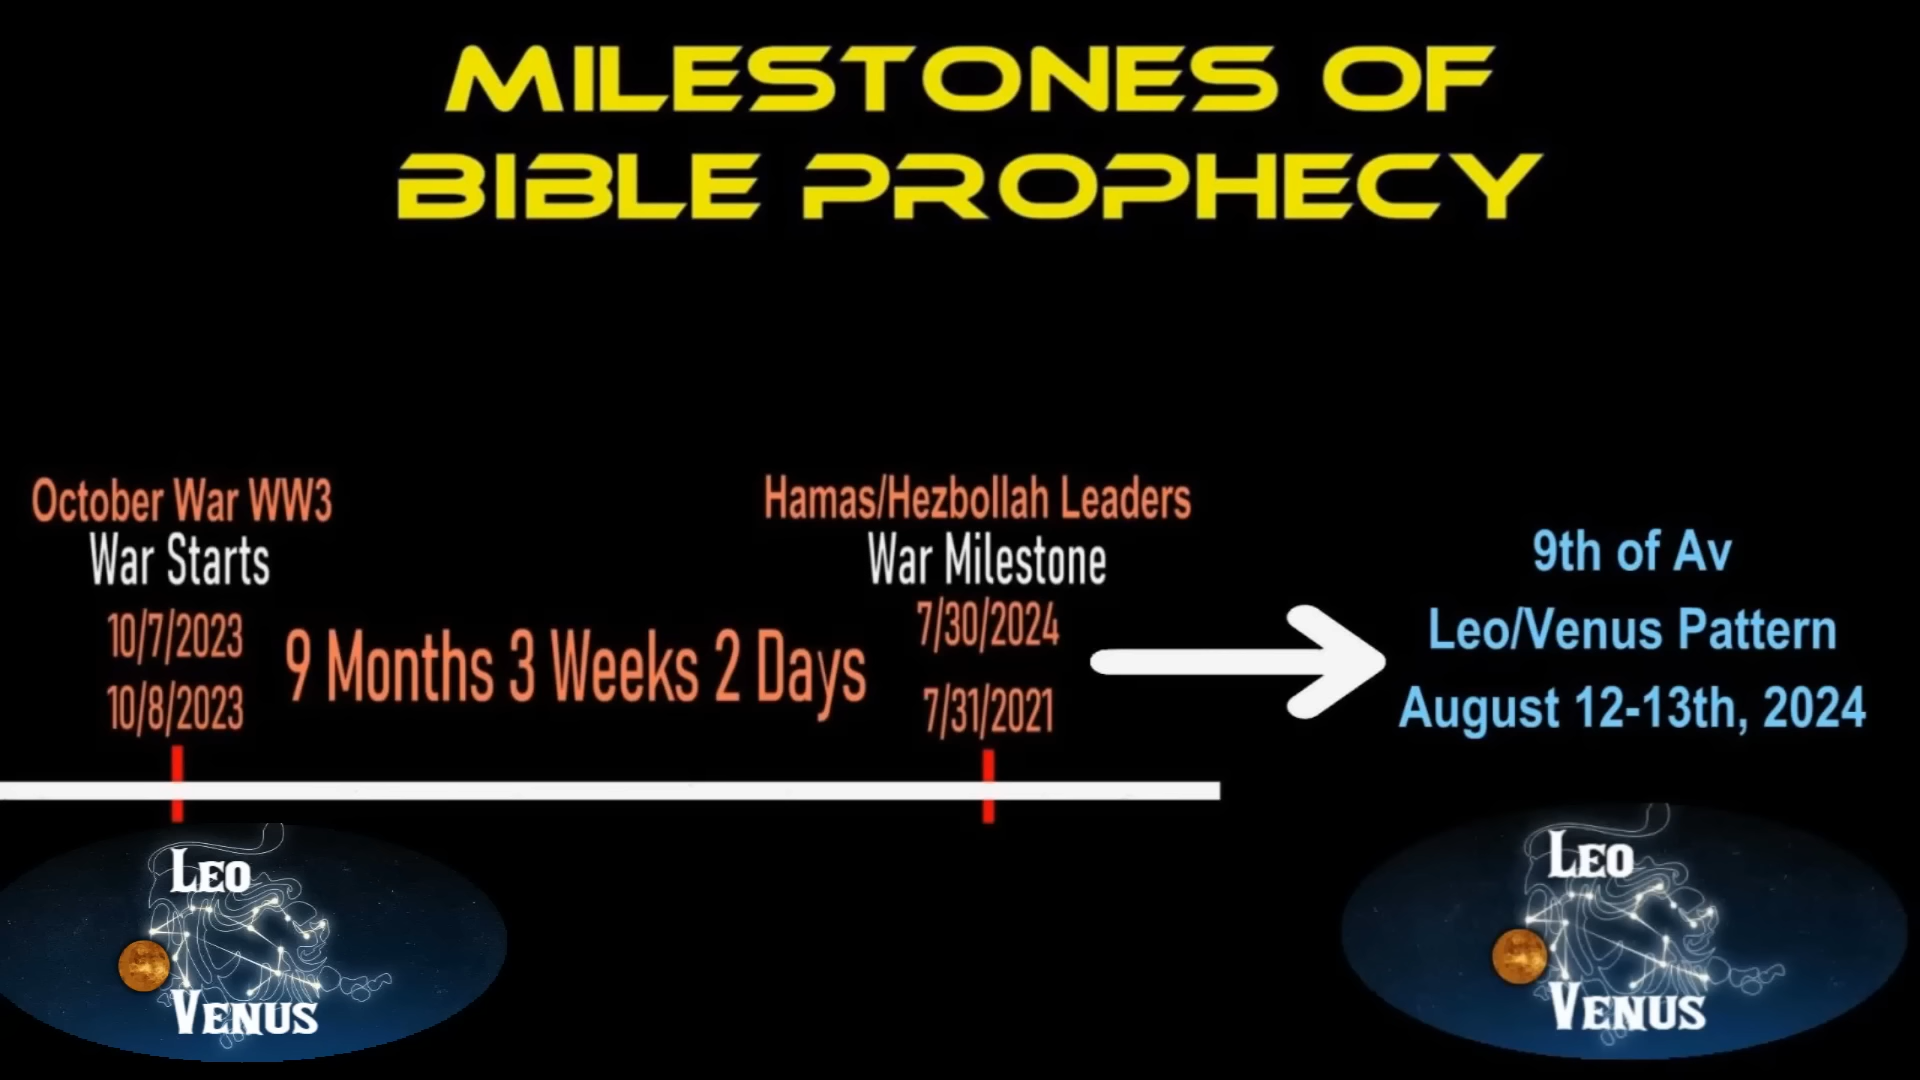 MILESTONES OF
BIBLE PROPHECY
October War WW3
War Starts
10/7/2023
10/8/2023
9 Months 3 Weeks 2 Days
Hamas/Hezbollah Leaders
War Milestone
7/30/2024
7/31/2021
9th of Av
Leo/Venus Pattern
August 12-13th, 2024
LEO
VENUS
LEO
VENUS